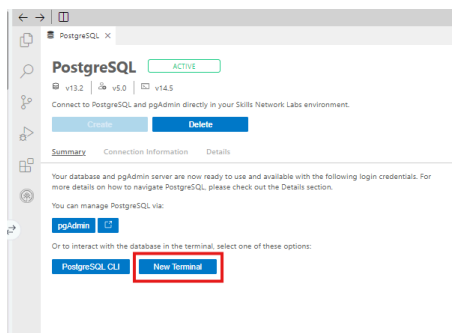 PostgreSQL
PostgreSQL ACTIVE
v13.2 v5.0 v14.5
Connect to PostgreSQL and pgAdmin directly in your Skills Network Labs environment.
Create Delete
Summary Connection Information Details
Your database and pgAdmin server are now ready to use and available with the following login credentials. For
more details on how to navigate PostgreSQL, please check out the Details section.
You can manage PostgreSQL via:
pgAdmin
Or to interact with the database in the terminal, select one of these options:
PostgreSQL CLI New Terminal